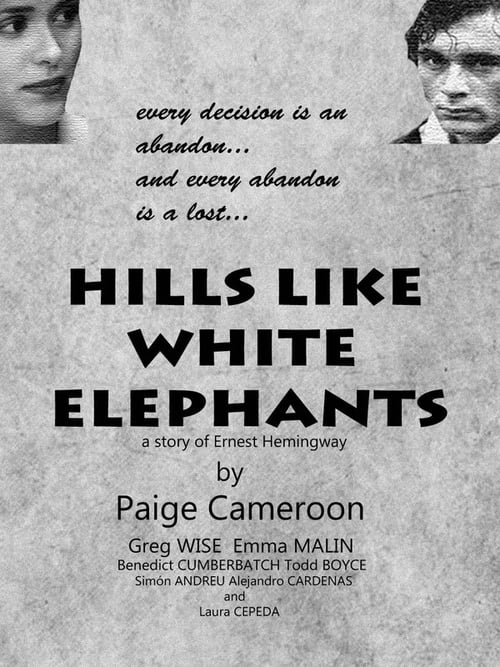 every decision is an
abandon...
and every abandon
is a lost...
HILLS LIKE
WHITE
ELEPHANTS
a story of Ernest Hemingway
by
Paige Cameroon
Greg WISE Emma MALIN
Benedict CUMBERBATCH Todd BOYCE
Simón ANDREU Alejandro CARDENAS
and
Laura CEPEDA